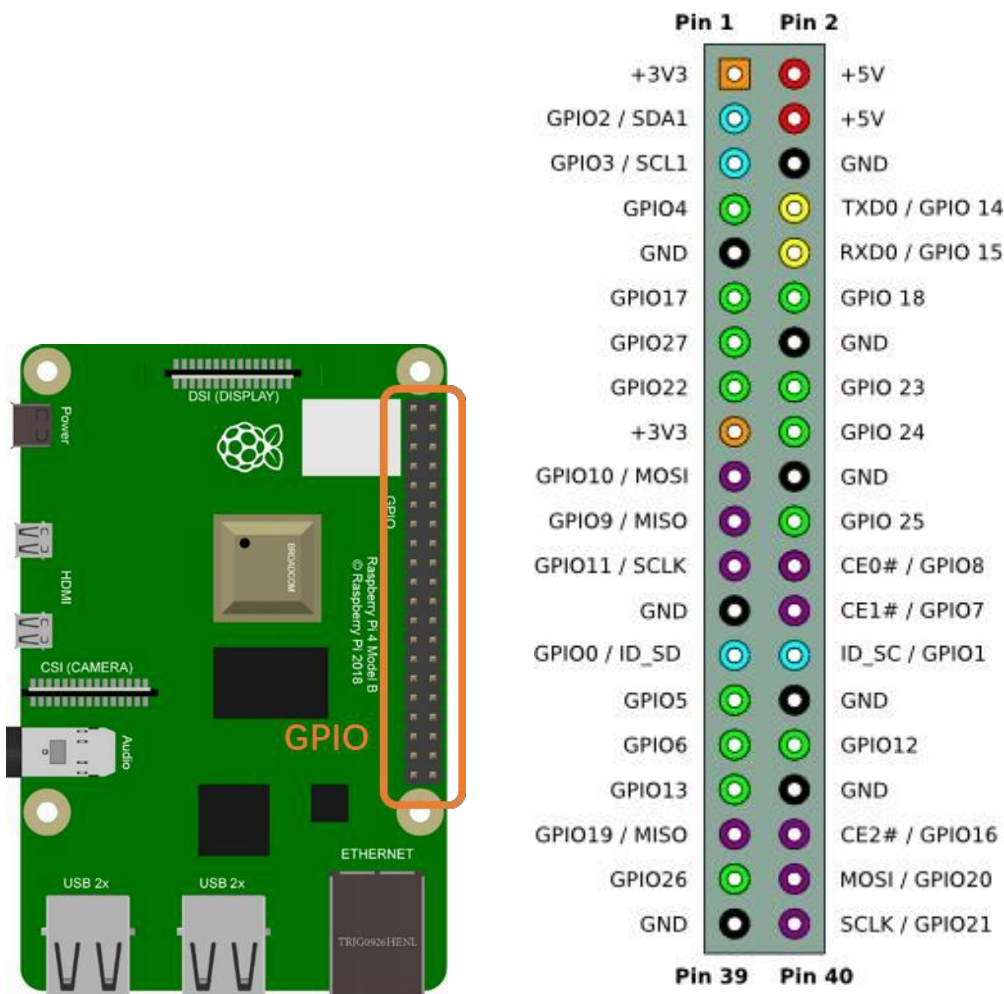 DSI (DISPLAY)
Power
GPIO
BROADCOM
HDMI
Raspberry Pi 4 Model B
© Raspberry Pi 2018
CSI (CAMERA)
GPIO
Audio
ETHERNET
USB 2x
USB 2x
TRJG0926HENL
Pin 1 Pin 2
+3V3 +5V
GPIO2 / SDA1 +5V
GPIO3 / SCL1 GND
GPIO4 TXD0 / GPIO 14
GND RXD0 / GPIO 15
GPIO17 GPIO 18
GPIO27 GND
GPIO22 GPIO 23
+3V3 GPIO 24
GPIO10 / MOSI GND
GPIO9 / MISO GPIO 25
GPIO11 / SCLK CE0# / GPIO8
GND CE1# / GPIO7
GPIO0 / ID_SD ID_SC / GPIO1
GPIO5 GND
GPIO6 GPIO12
GPIO13 GND
GPIO19 / MISO CE2# / GPIO16
GPIO26 MOSI / GPIO20
GND SCLK / GPIO21
Pin 39 Pin 40